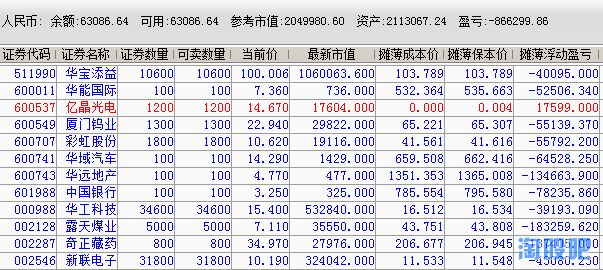 人民币: 余额:63086.64 可用:63086.64 参考市值:2049980.60 资产:2113067.24 盈亏:-866299.86
证券代码 证券名称 证券数量 可卖数量 当前价 最新市值 摊薄成本价 摊薄保本价 摊薄浮动盈亏
511990 华宝添益 10600 10600 100.006 1060063.600 103.789 103.789 -40095.000
600011 华能国际 100 100 7.360 736.000 532.364 535.663 -52506.340
600537 亿晶光电 1200 1200 14.670 17604.000 0.000 0.004 17599.000
600549 厦门钨业 1300 1300 22.940 29822.000 65.221 65.307 -55139.370
600707 彩虹股份 1800 1800 10.620 19116.000 41.561 41.616 -55792.200
600741 华域汽车 100 100 14.290 1429.000 659.508 662.416 -64528.250
600743 华远地产 100 100 4.770 477.000 1351.353 1365.008 -134663.900
601988 中国银行 100 100 3.250 325.000 785.554 795.580 -78235.860
000988 华工科技 34600 34600 15.400 532840.000 16.512 16.534 -39193.090
002128 露天煤业 5000 5000 7.110 35550.000 43.751 43.808 -183259.620
002287 奇正藏药 800 800 34.970 27976.000 206.677 206.945
002546 新联电子 31800 31800 10.190 324042.000 11.533 11.548
淘股吧